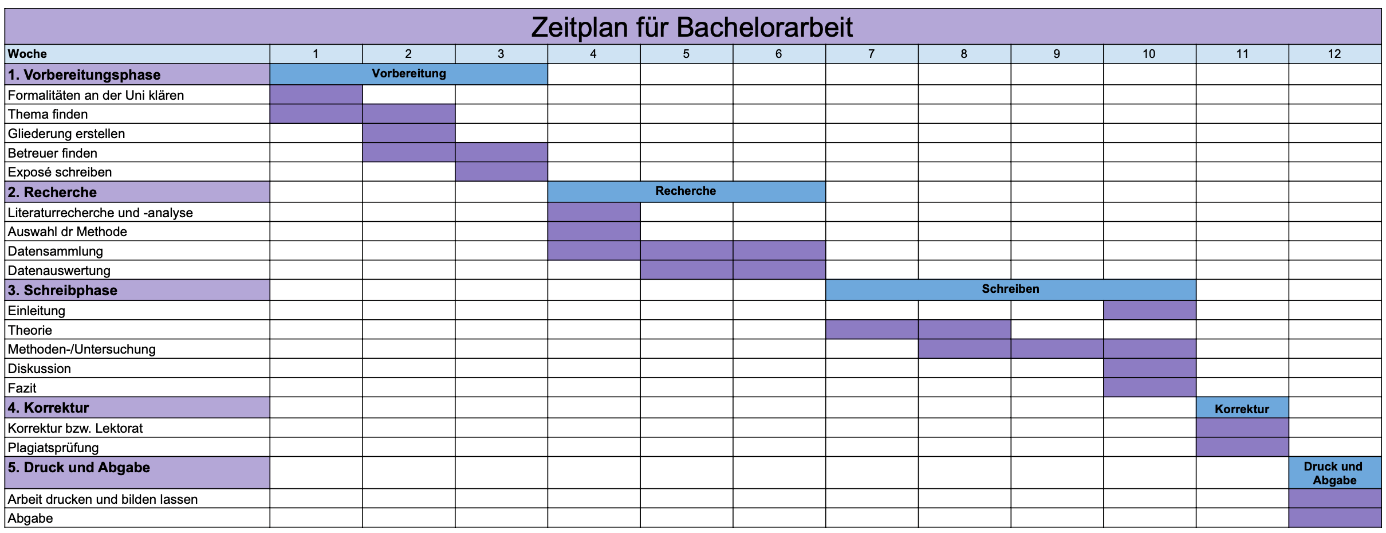 Zeitplan für Bachelorarbeit
Woche 1 2 3 4 5 6 7 8 9 10 11 12
1. Vorbereitungsphase Vorbereitung
Formalitäten an der Uni klären
Thema finden
Gliederung erstellen
Betreuer finden
Exposé schreiben
2. Recherche Recherche
Literaturrecherche und -analyse
Auswahl dr Methode
Datensammlung
Datenauswertung
3. Schreibphase Schreiben
Einleitung
Theorie
Methoden-/Untersuchung
Diskussion
Fazit
4. Korrektur Korrektur
Korrektur bzw. Lektorat
Plagiatsprüfung
5. Druck und Abgabe Druck und
Abgabe
Arbeit drucken und bilden lassen
Abgabe